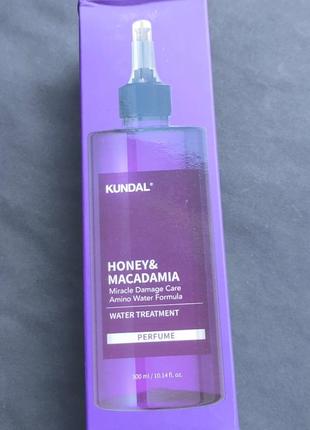 KUNDAL®
HONEY&
MACADAMIA
Miracle Damage Care
Amino Water Formula
WATER TREATMENT
PERFUME
300 ml / 10.14 fl. oz.